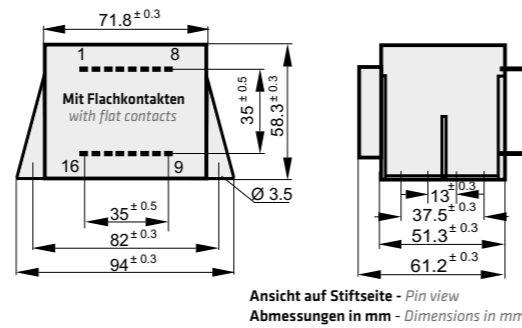 71.8 ± 0.3
1 8
Mit Flachkontakten
with flat contacts
35 ± 0.5
58.3 ± 0.3
16 9
Ø 3.5
35 ± 0.5
82 ± 0.3
94 ± 0.3
13 ± 0.3
37.5 ± 0.3
51.3 ± 0.3
61.2 ± 0.3
Ansicht auf Stiftseite - Pin view
Abmessungen in mm - Dimensions in mm